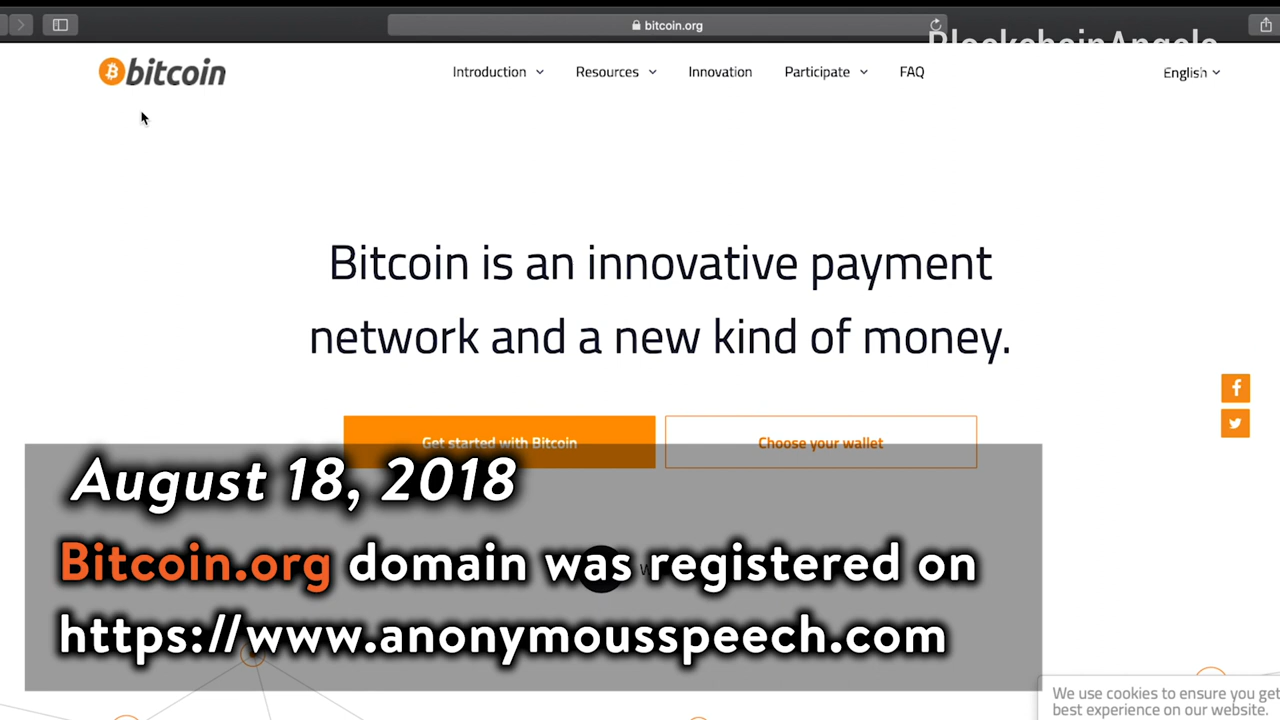 bitcoin.org
BlockchainAngels
bitcoin
Introduction
Resources
Innovation
Participate
FAQ
English
Bitcoin is an innovative payment
network and a new kind of money.
Get started with Bitcoin
Choose your wallet
August 18, 2018
Bitcoin.org domain was registered on
https://www.anonymousspeech.com
We use cookies to ensure you get
best experience on our website.